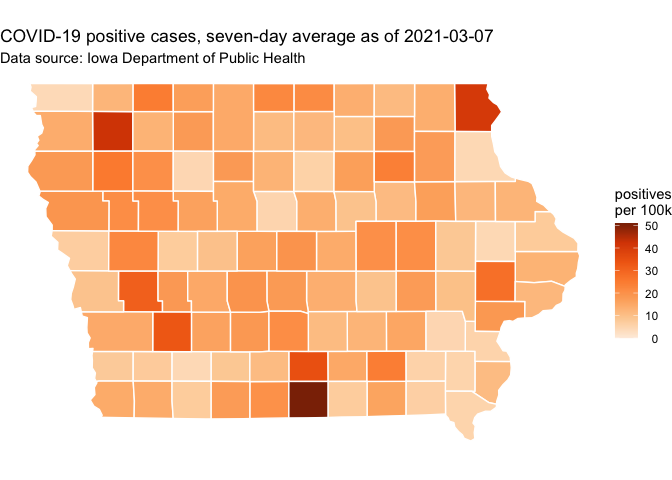 COVID-19 positive cases, seven-day average as of 2021-03-07
Data source: Iowa Department of Public Health
positives
per 100k
50
40
30
20
10
0